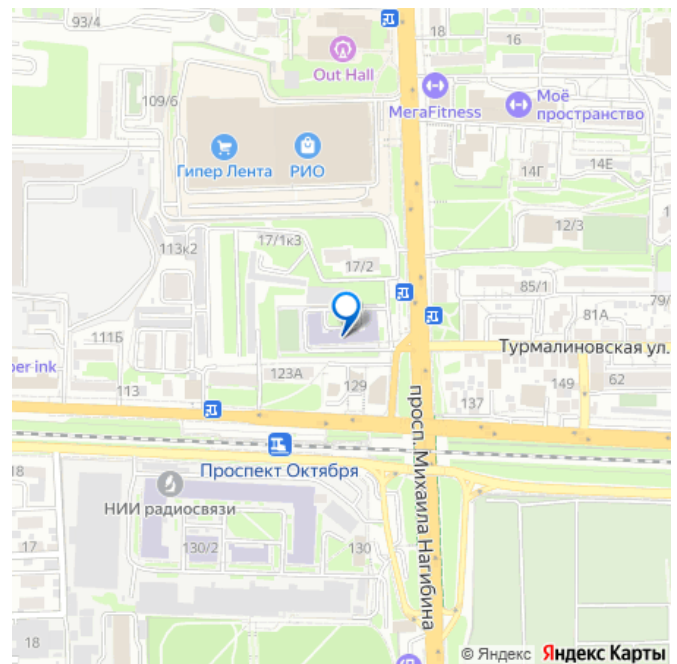 93/4
18
16
Out Hall
МегаFitness
Моё
пространство
109/6
Гипер Лента
РИО
14Г
14Е
12/3
113к2
17/1к3
17/2
85/1
81А
79/
111Б
per ink
Турмалиновская ул.
123А
129
113
149
62
137
просп. Михаила Нагибина
Проспект Октября
18
НИИ радиосвязи
17
130/2
130
18
© Яндекс Яндекс Карты